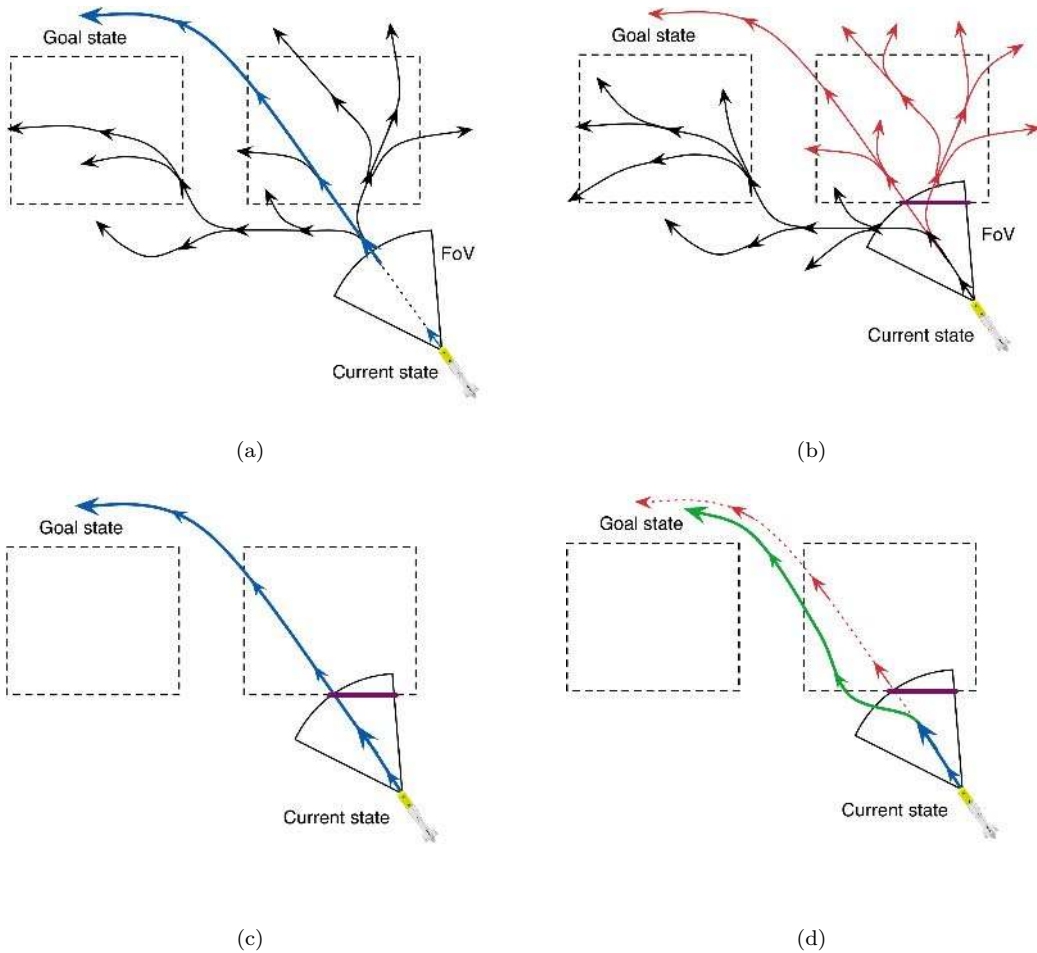 Goal state
FoV
Current state
(a)
Goal state
FoV
Current state
(b)
Goal state
Current state
(c)
Goal state
Current state
(d)